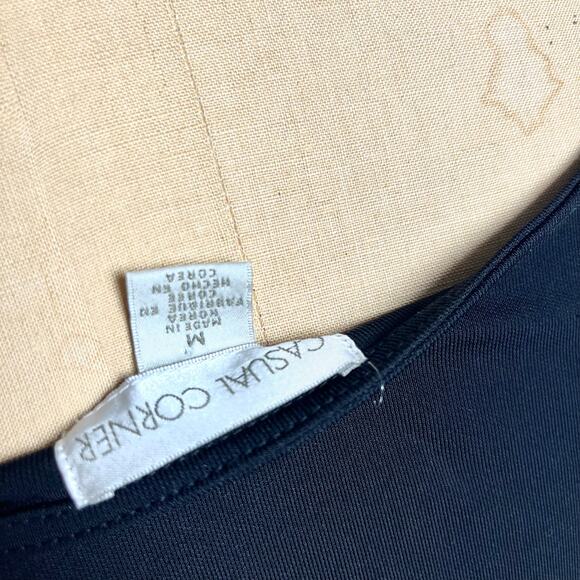 CASUAL CORNER
M
MADE IN
KOREA
FABRIQUE EN
COREE
HECHO EN
COREA